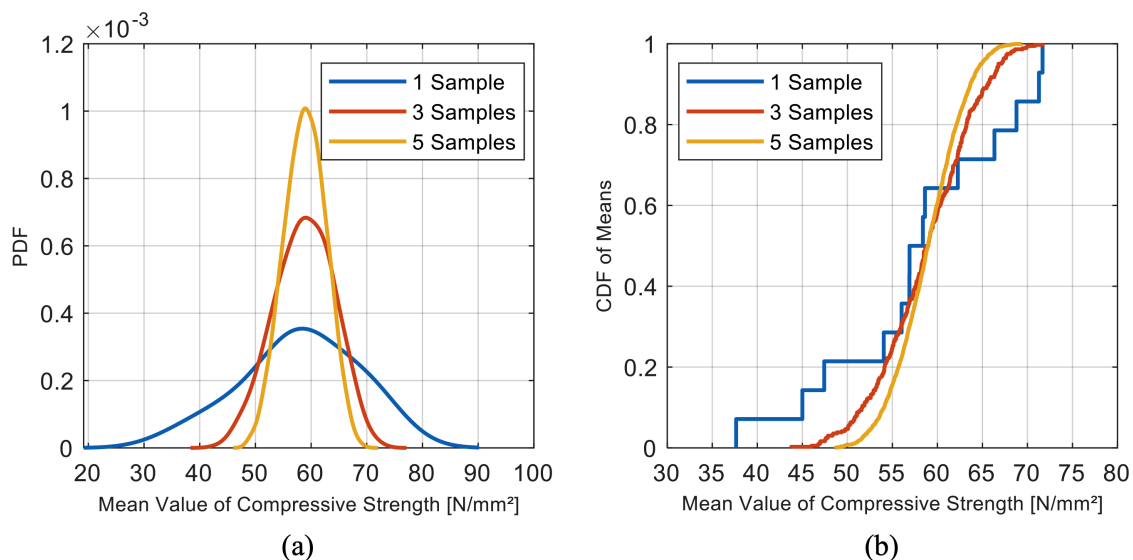 ×10⁻³
1.2
1
0.8
0.6
0.4
0.2
0
PDF
1 Sample
3 Samples
5 Samples
20 30 40 50 60 70 80 90 100
Mean Value of Compressive Strength [N/mm²]
(a)
1
0.8
0.6
0.4
0.2
0
CDF of Means
1 Sample
3 Samples
5 Samples
30 35 40 45 50 55 60 65 70 75 80
Mean Value of Compressive Strength [N/mm²]
(b)